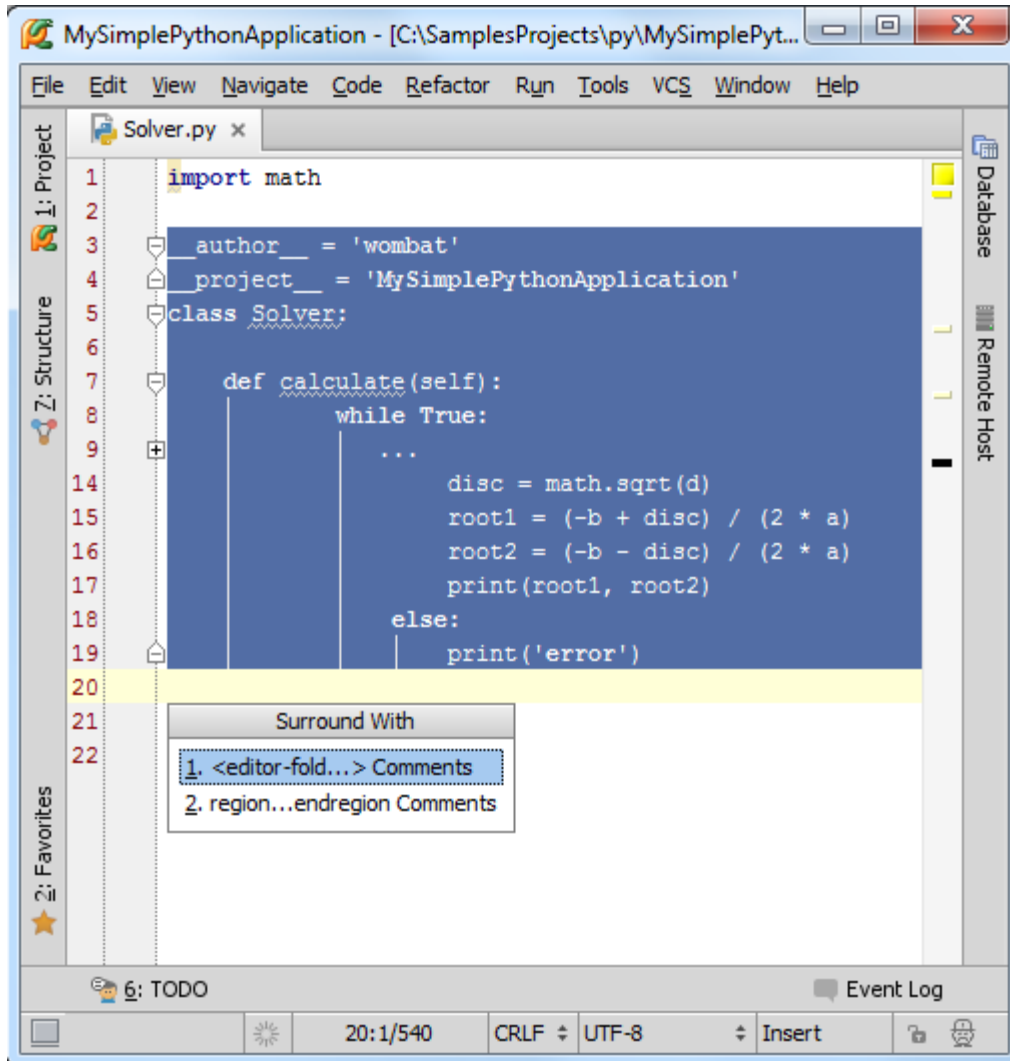 MySimplePythonApplication - [C:\SamplesProjects\py\MySimplePyt...
File Edit View Navigate Code Refactor Run Tools VCS Window Help
1: Project
Z: Structure
2: Favorites
Solver.py
1 import math
2
3 __author__ = 'wombat'
4 __project__ = 'MySimplePythonApplication'
5 class Solver:
6
7 def calculate(self):
8 while True:
9 ...
14 disc = math.sqrt(d)
15 root1 = (-b + disc) / (2 * a)
16 root2 = (-b - disc) / (2 * a)
17 print(root1, root2)
18 else:
19 print('error')
20
21
22
Surround With
1. <editor-fold...> Comments
2. region...endregion Comments
Database
Remote Host
6: TODO
Event Log
20:1/540 CRLF UTF-8 Insert